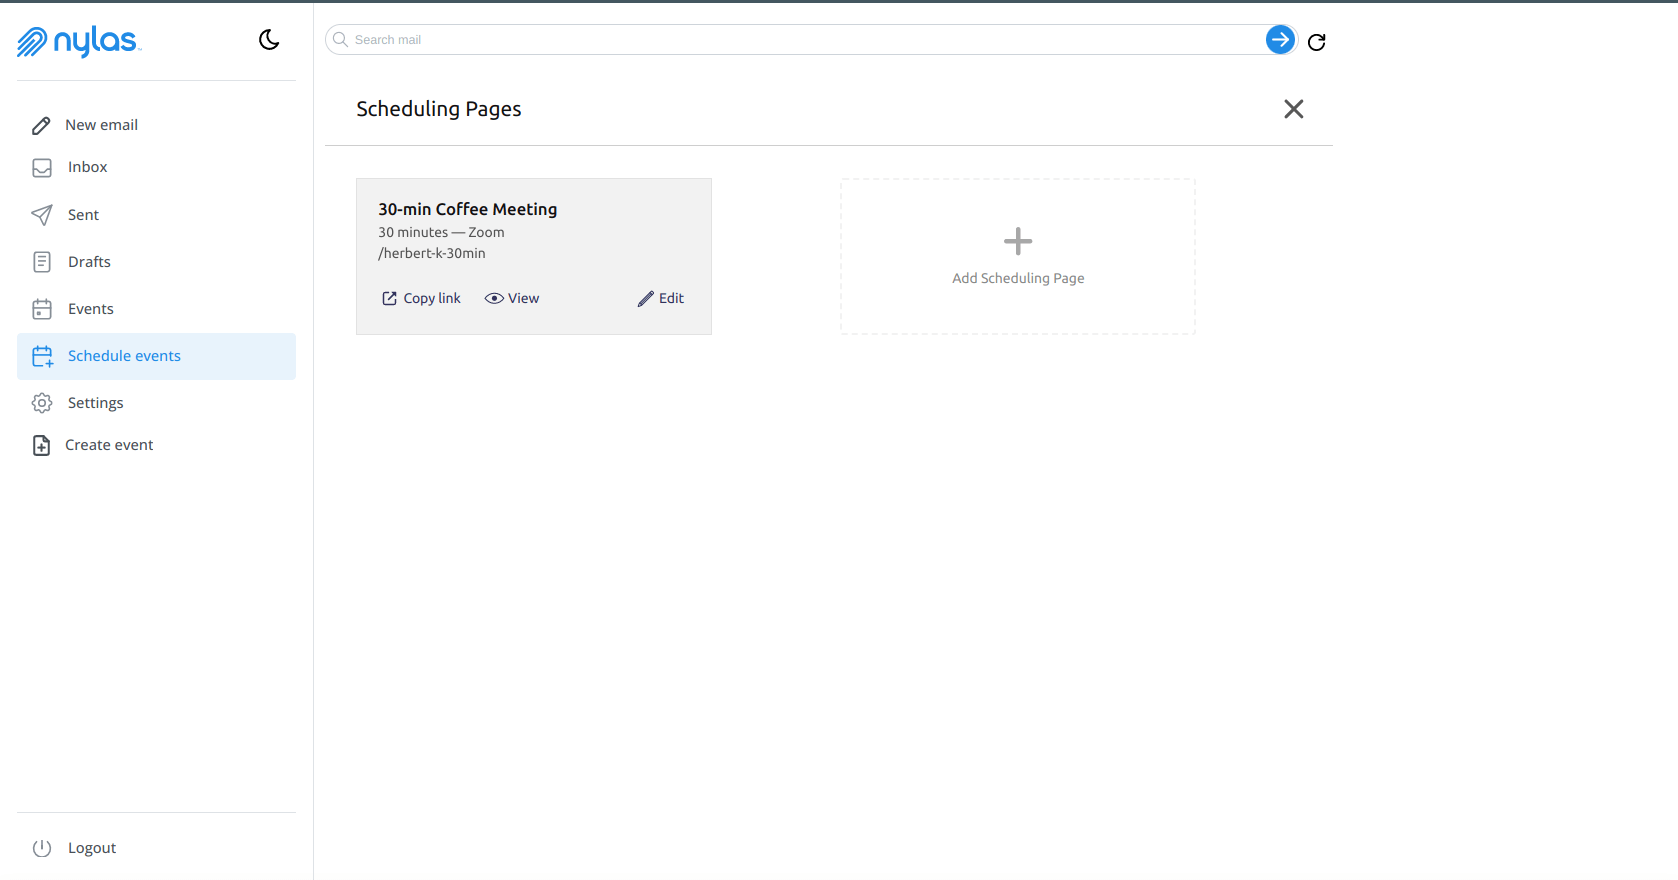 nylas
Search mail
New email
Inbox
Sent
Drafts
Events
Schedule events
Settings
Create event
Logout
Scheduling Pages
30-min Coffee Meeting
30 minutes — Zoom
/herbert-k-30min
Copy link
View
Edit
Add Scheduling Page